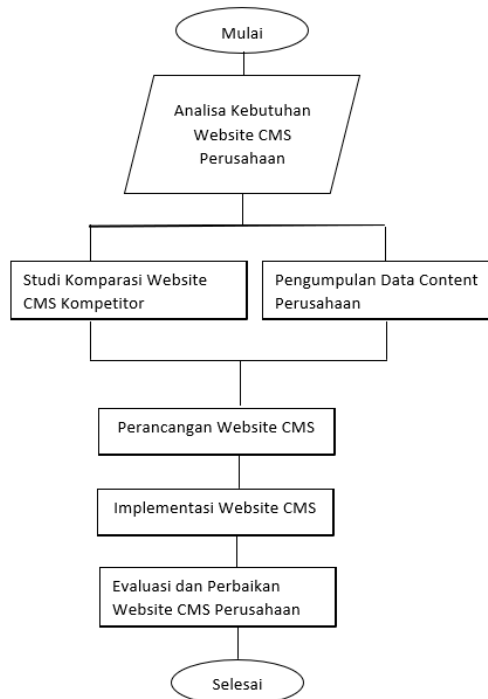 Mulai
Analisa Kebutuhan
Website CMS
Perusahaan
Studi Komparasi Website
CMS Kompetitor
Pengumpulan Data Content
Perusahaan
Perancangan Website CMS
Implementasi Website CMS
Evaluasi dan Perbaikan
Website CMS Perusahaan
Selesai